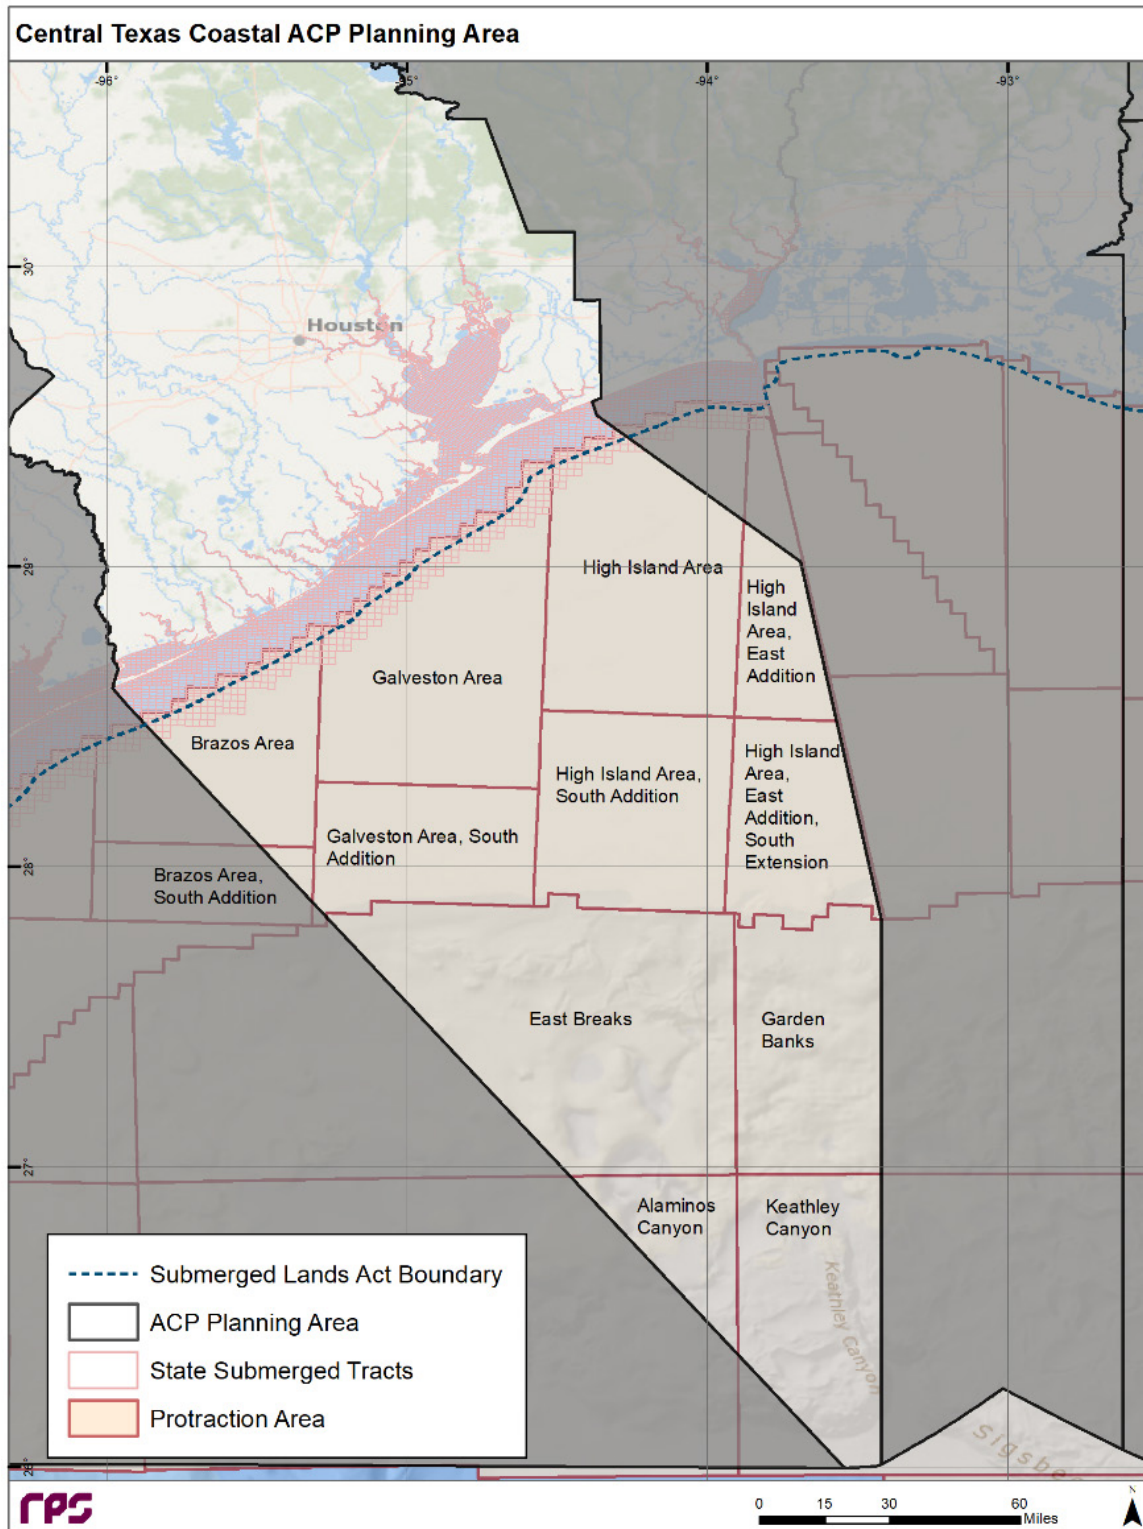 Central Texas Coastal ACP Planning Area
-96°
-95°
-94°
-93°
30°
Houston
29°
High Island Area
High
Island
Area,
East
Addition
Galveston Area
Brazos Area
High Island Area,
South Addition
High Island
Area,
East
Addition,
South
Extension
Galveston Area, South
Addition
28°
Brazos Area,
South Addition
East Breaks
Garden
Banks
27°
Alaminos
Canyon
Keathley
Canyon
Keathley Canyon
Submerged Lands Act Boundary
ACP Planning Area
State Submerged Tracts
Protraction Area
26°
Sigsbe
rps
0 15 30 60
Miles
N